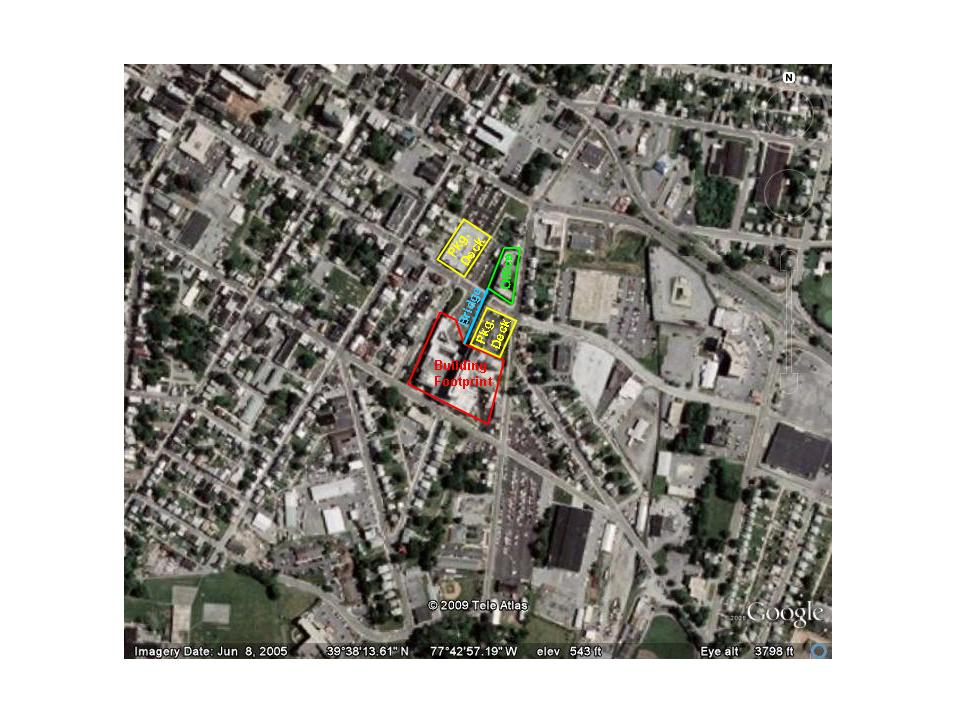 N
Pkg.
Deck
Office
Bridge
Pkg.
Deck
Building
Footprint
© 2009 Tele Atlas
Google
Imagery Date: Jun 8, 2005 39°38'13.61" N 77°42'57.19" W elev 543 ft Eye alt 3798 ft